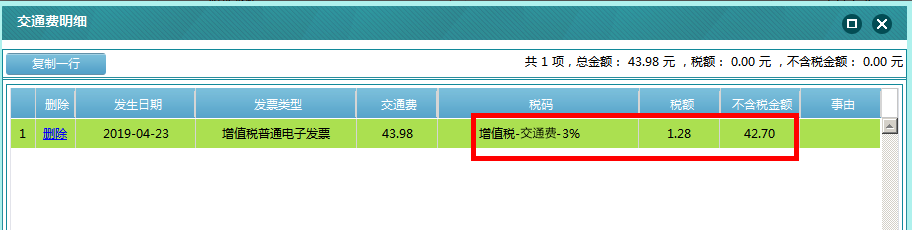 交通费明细
复制一行
共 1 项，总金额： 43.98 元 ，税额： 0.00 元 ，不含税金额： 0.00 元
删除 发生日期 发票类型 交通费 税码 税额 不含税金额 事由
1 删除 2019-04-23 增值税普通电子发票 43.98 增值税-交通费-3% 1.28 42.70